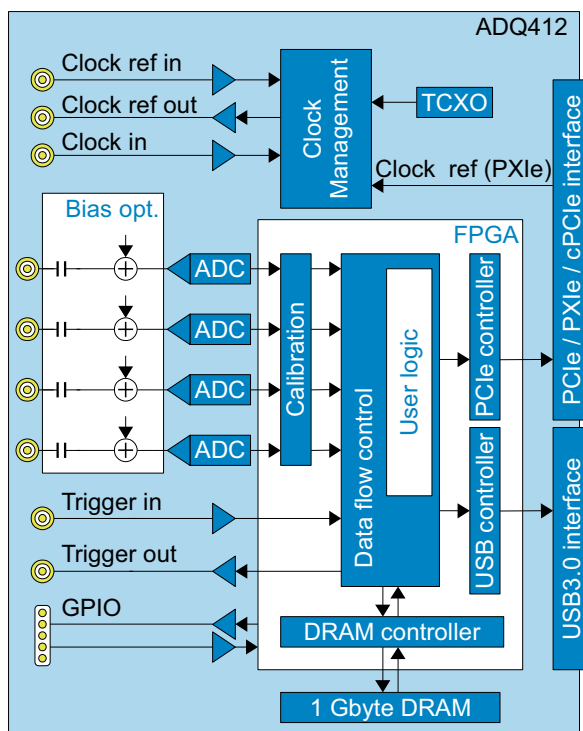 ADQ412
Clock ref in
Clock ref out
Clock in
Clock
Management
TCXO
Clock ref (PXIe)
PCIe / PXIe / cPCIe interface
Bias opt.
FPGA
ADC
ADC
ADC
ADC
Calibration
Data flow control
User logic
PCIe controller
USB controller
USB3.0 interface
Trigger in
Trigger out
GPIO
DRAM controller
1 Gbyte DRAM